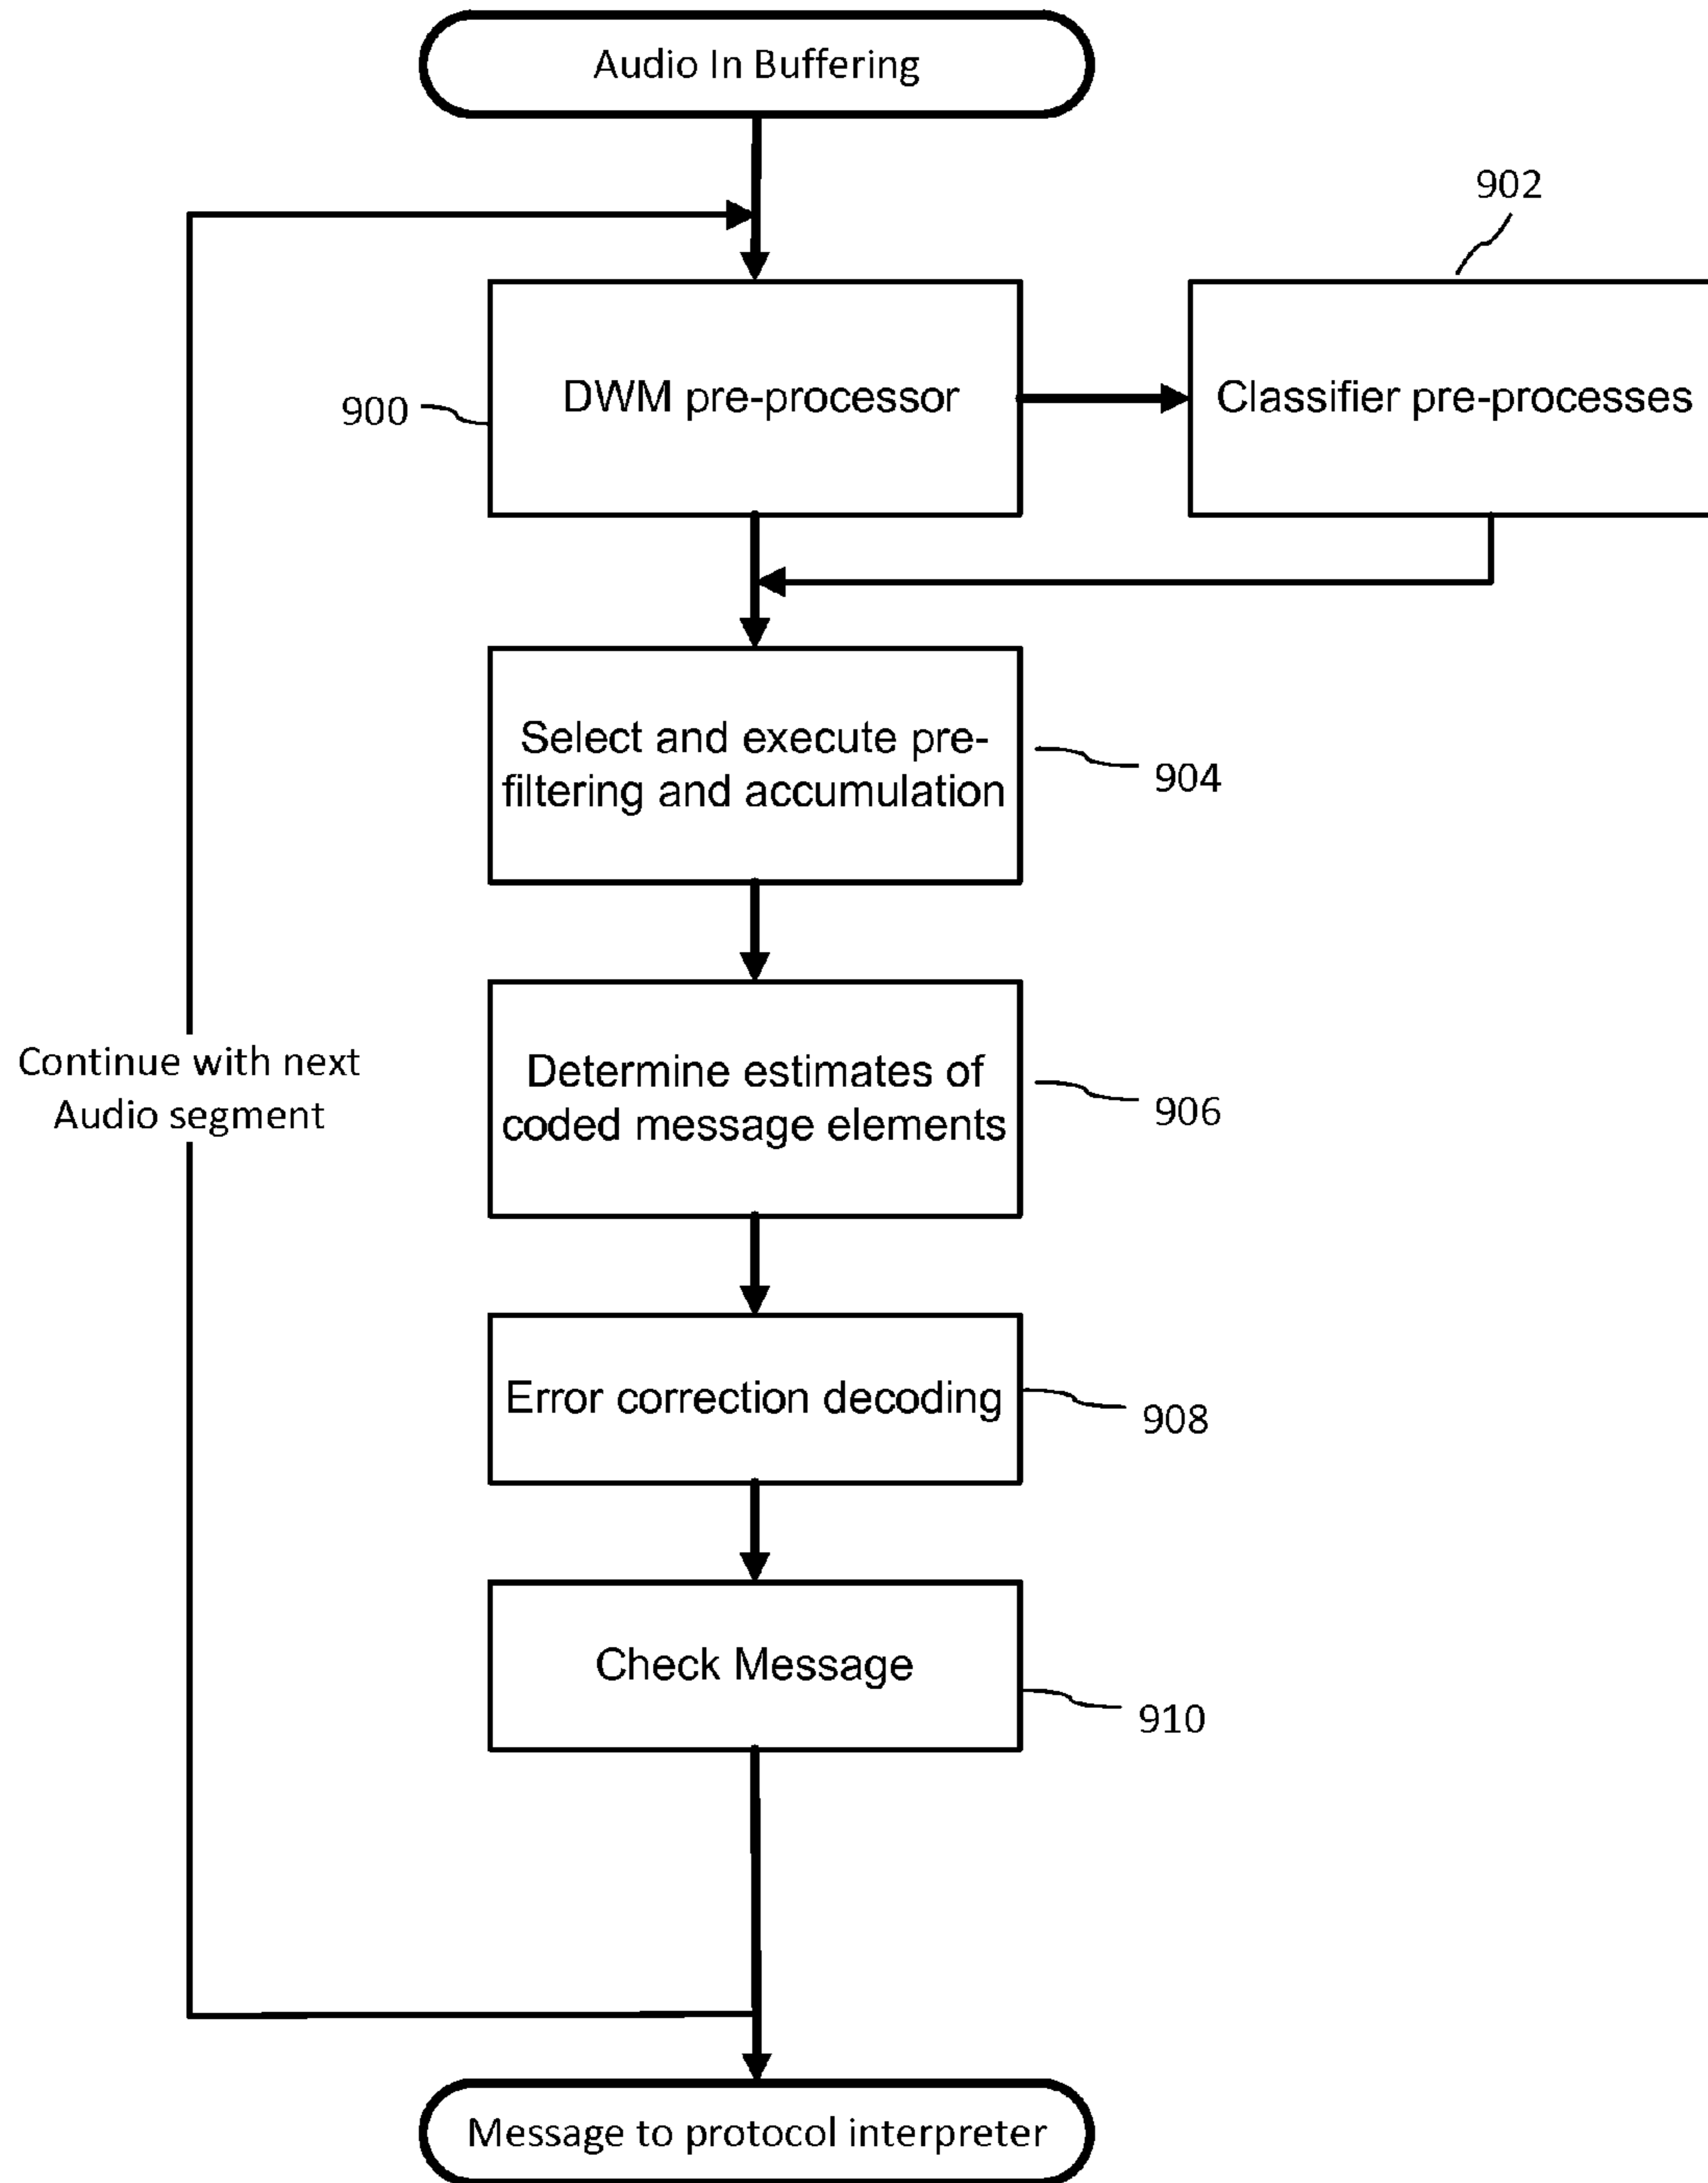 Audio In Buffering
902
DWM pre-processor
Classifier pre-processes
900
Select and execute pre-
filtering and accumulation
904
Continue with next
Audio segment
Determine estimates of
coded message elements
906
Error correction decoding
908
Check Message
910
Message to protocol interpreter